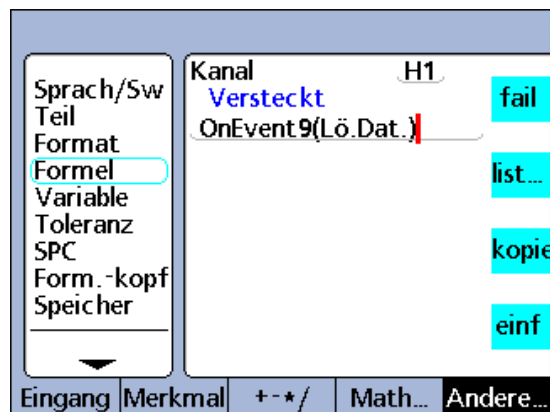 Sprach/Sw
Teil
Format
Formel
Variable
Toleranz
SPC
Form.-kopf
Speicher
Kanal H1
Versteckt
OnEvent9(Lö.Dat.)
fail
list...
kopie
einf
Eingang Merkmal +-*/ Math... Andere...